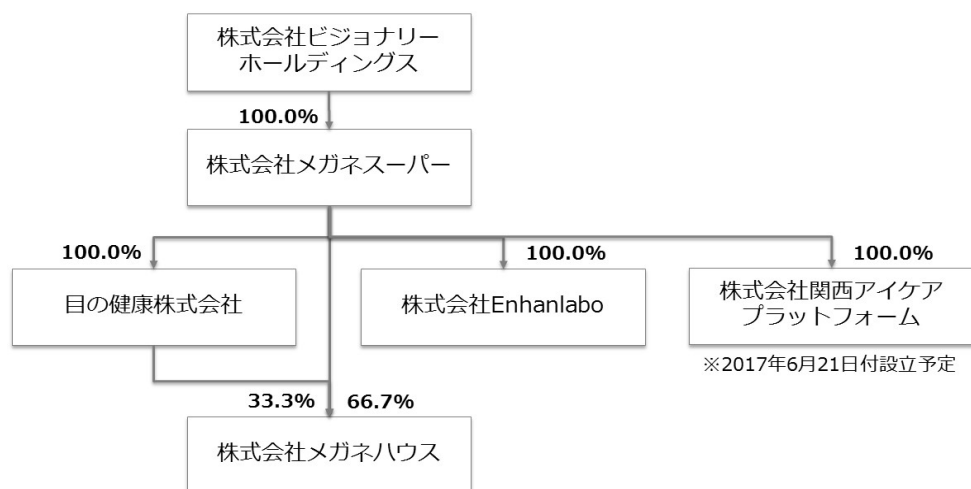 株式会社ビジョナリー
ホールディングス
100.0%
株式会社メガネスーパー
100.0%
100.0%
100.0%
目の健康株式会社
株式会社Enhanlabo
株式会社関西アイケア
プラットフォーム
※2017年6月21日付設立予定
33.3%
66.7%
株式会社メガネハウス